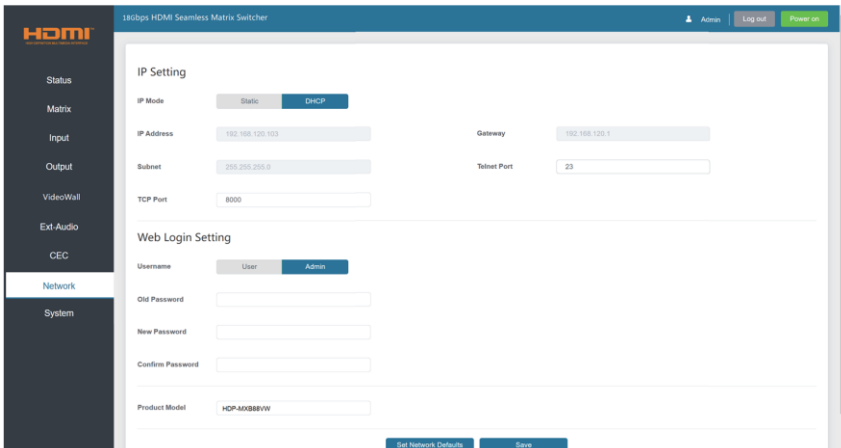 18Gbps HDMI Seamless Matrix Switcher
Admin
Log out
Power on
HDMI
Status
Matrix
Input
Output
VideoWall
Ext-Audio
CEC
Network
System
IP Setting
IP Mode Static DHCP
IP Address 192.168.120.103 Gateway 192.168.120.1
Subnet 255.255.255.0 Telnet Port 23
TCP Port 8000
Web Login Setting
Username User Admin
Old Password
New Password
Confirm Password
Product Model HDP-MXB88VW
Set Network Defaults Save